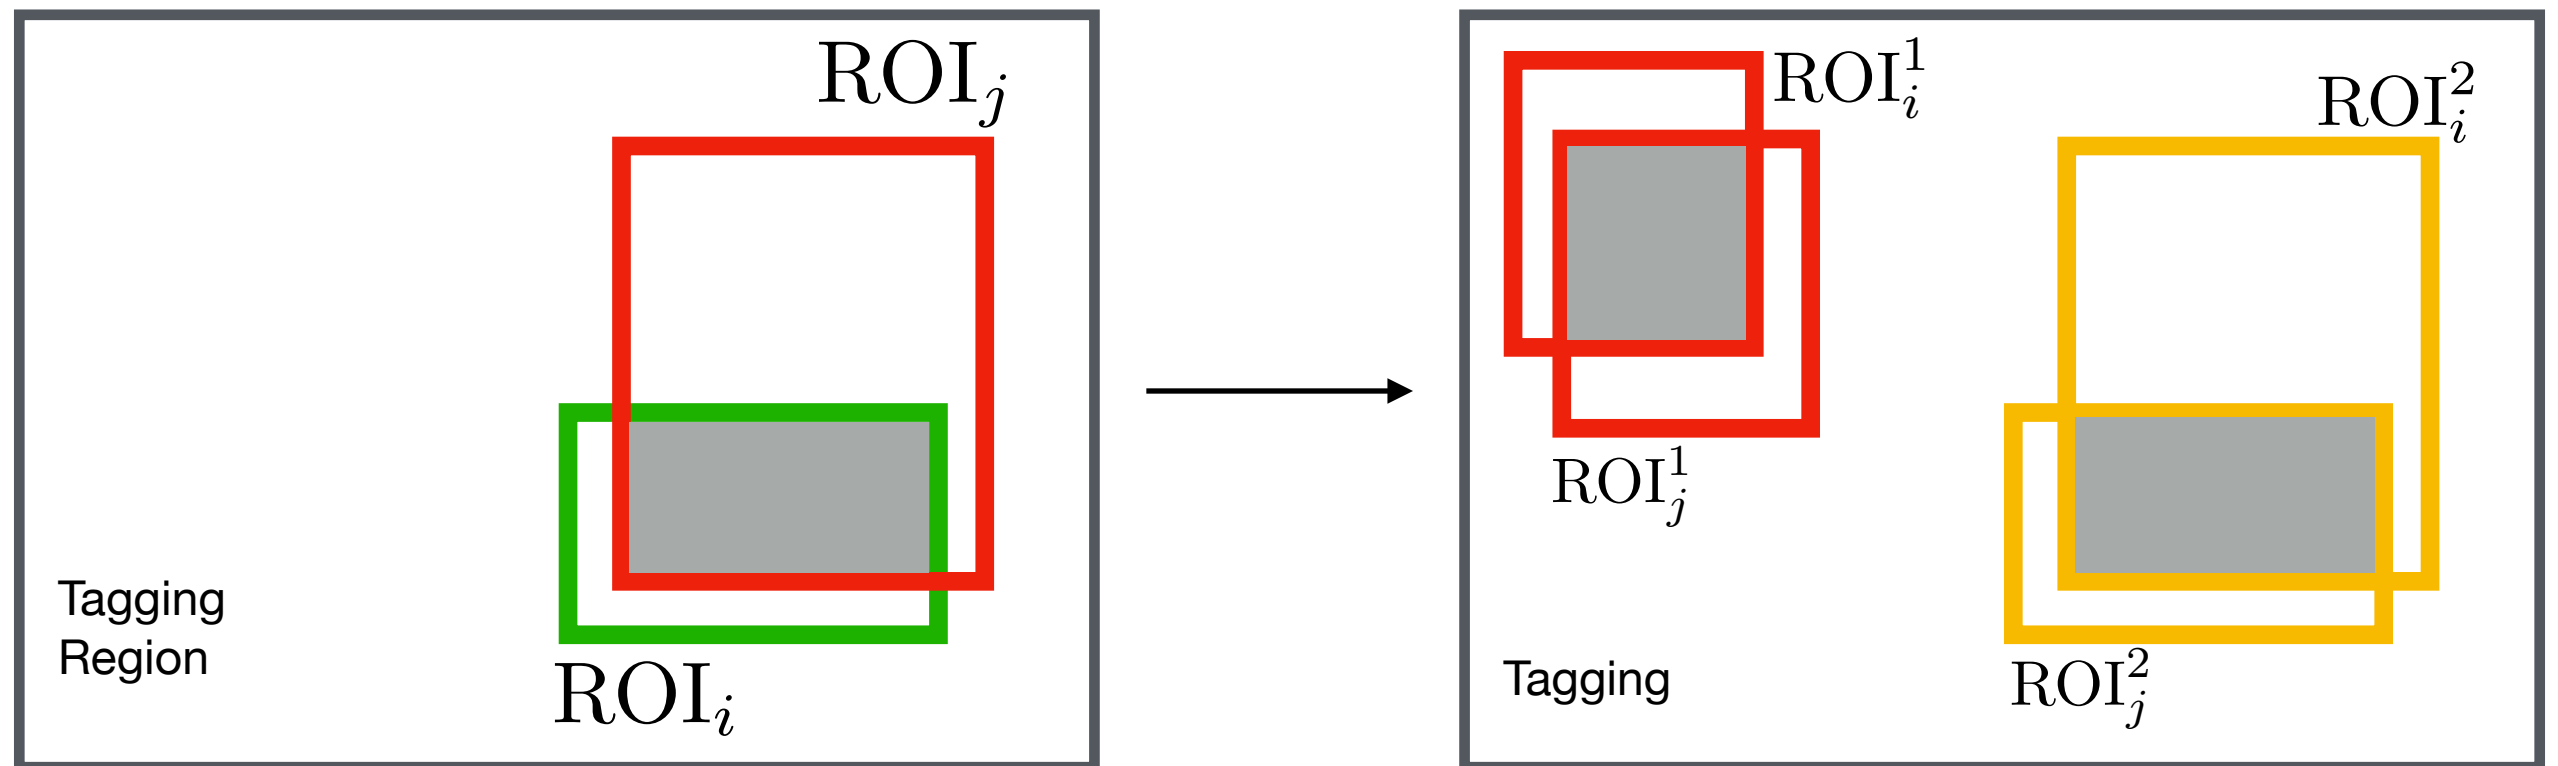 ROI_j
Tagging
Region
ROI_i
ROI_i^1
ROI_i^2
ROI_j^1
Tagging
ROI_j^2